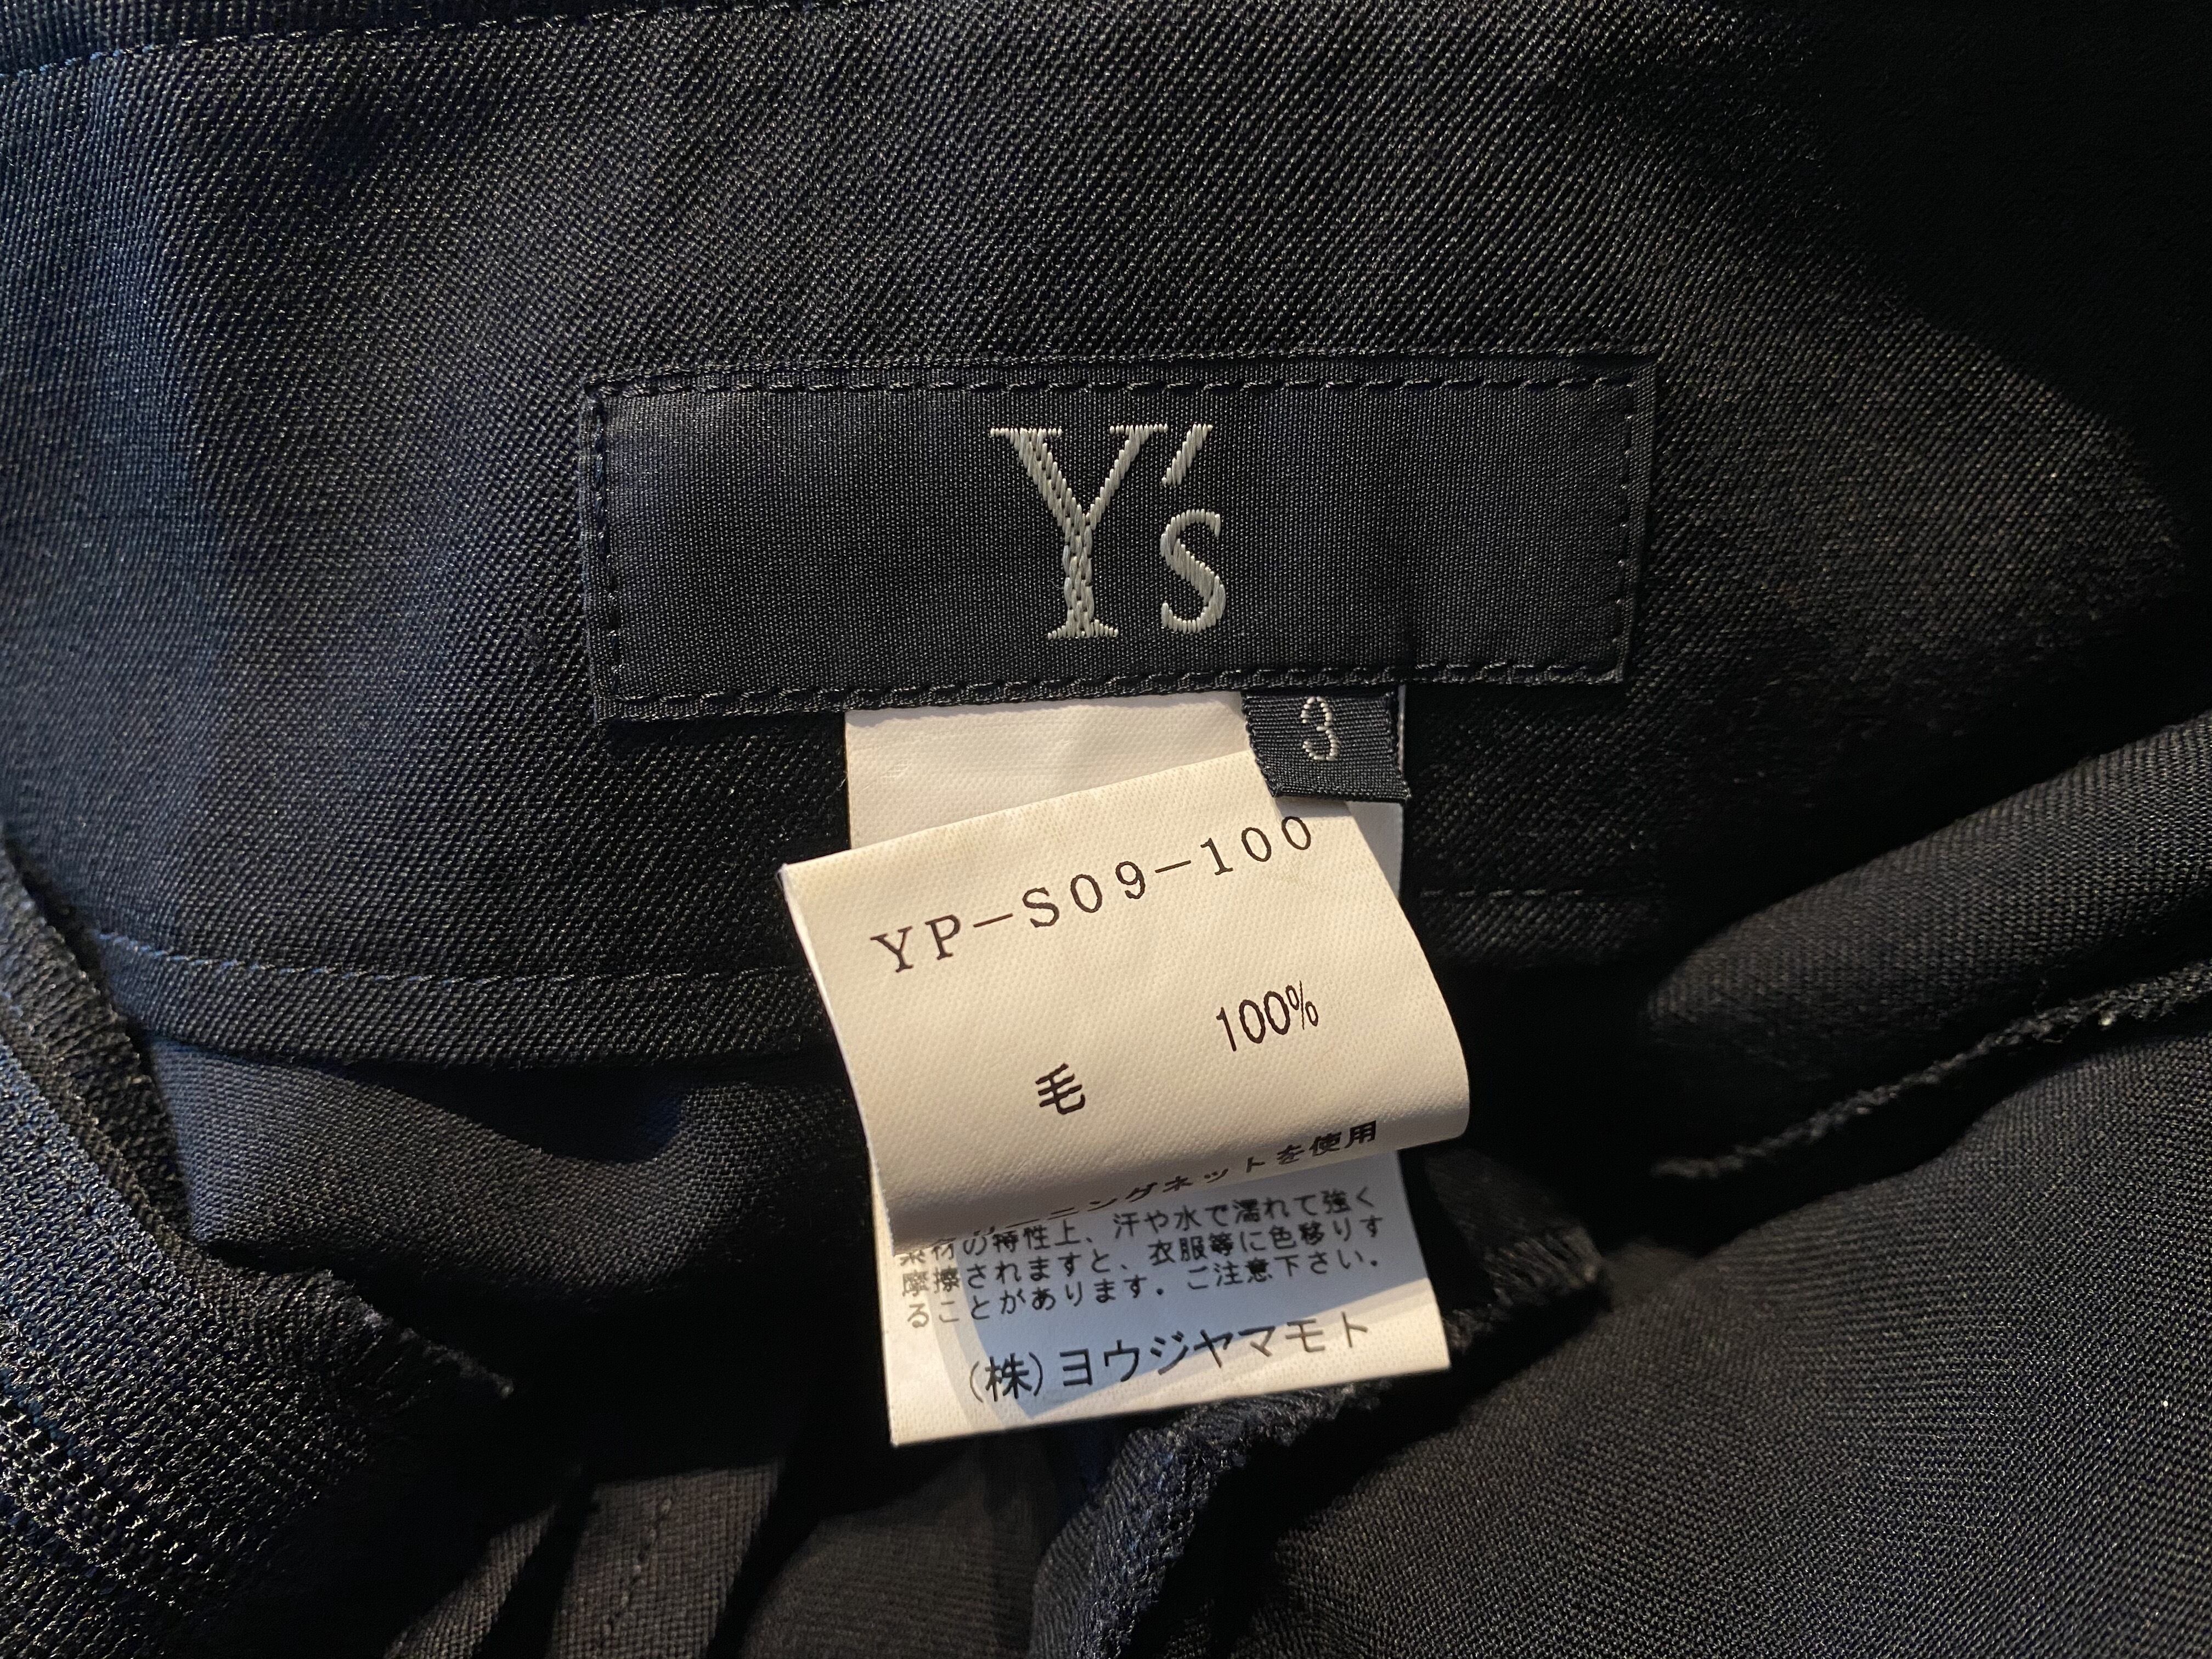 Y's
3
YP-S09-100
100%
毛
ニングネットを使用
素材の特性上、汗や水で濡れて強く
摩擦されますと、衣服等に色移りす
ることがあります。ご注意下さい。
(株)ヨウジヤマモト